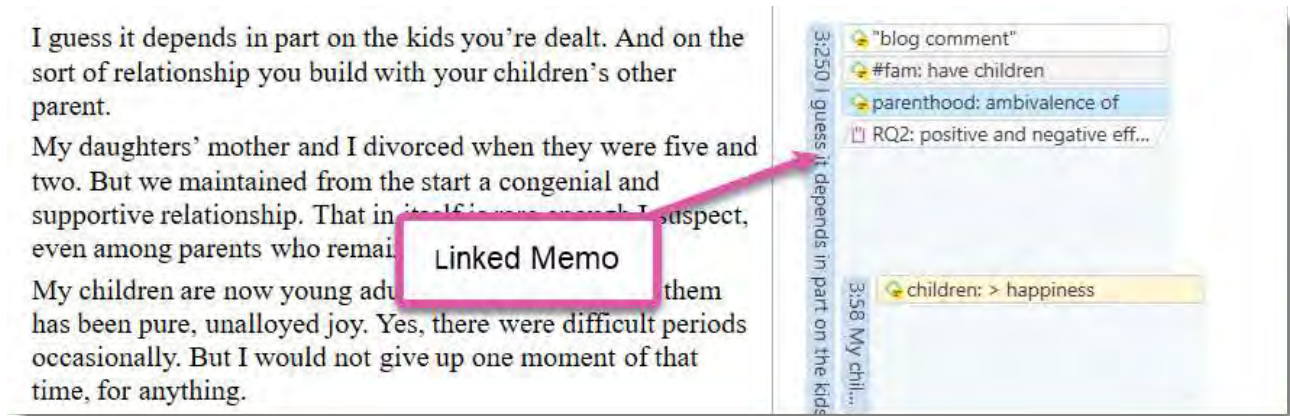 I guess it depends in part on the kids you're dealt. And on the
sort of relationship you build with your children's other
parent.
My daughters' mother and I divorced when they were five and
two. But we maintained from the start a congenial and
supportive relationship. That in itself is rare enough I suspect,
even among parents who remai
My children are now young adu them
has been pure, unalloyed joy. Yes, there were difficult periods
occasionally. But I would not give up one moment of that
time, for anything.
Linked Memo
3:250 I guess it depends in part on the kids
"blog comment"
#fam: have children
parenthood: ambivalence of
RQ2: positive and negative eff...
3:58 My chil...
children: > happiness